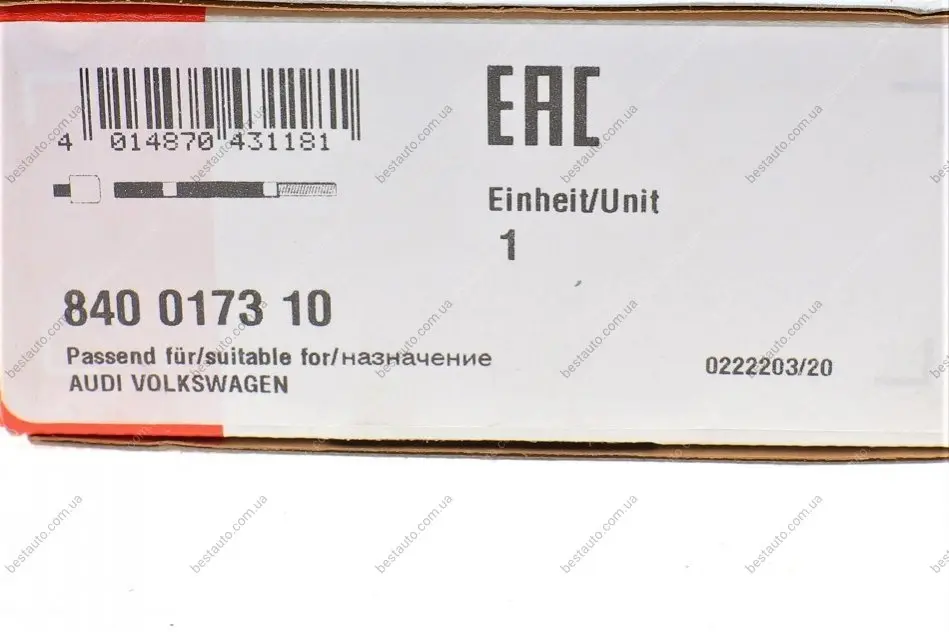 4 014870 431181
EAC
Einheit/Unit
1
840 0173 10
Passend für/suitable for/назначение
AUDI VOLKSWAGEN
0222203/20
bestauto.com.ua